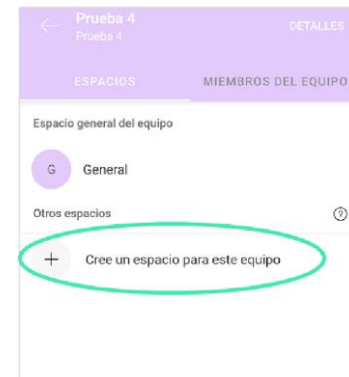 Prueba 4
Prueba 4
DETALLES
ESPACIOS
MIEMBROS DEL EQUIPO
Espacio general del equipo
G
General
Otros espacios
?
+
Cree un espacio para este equipo